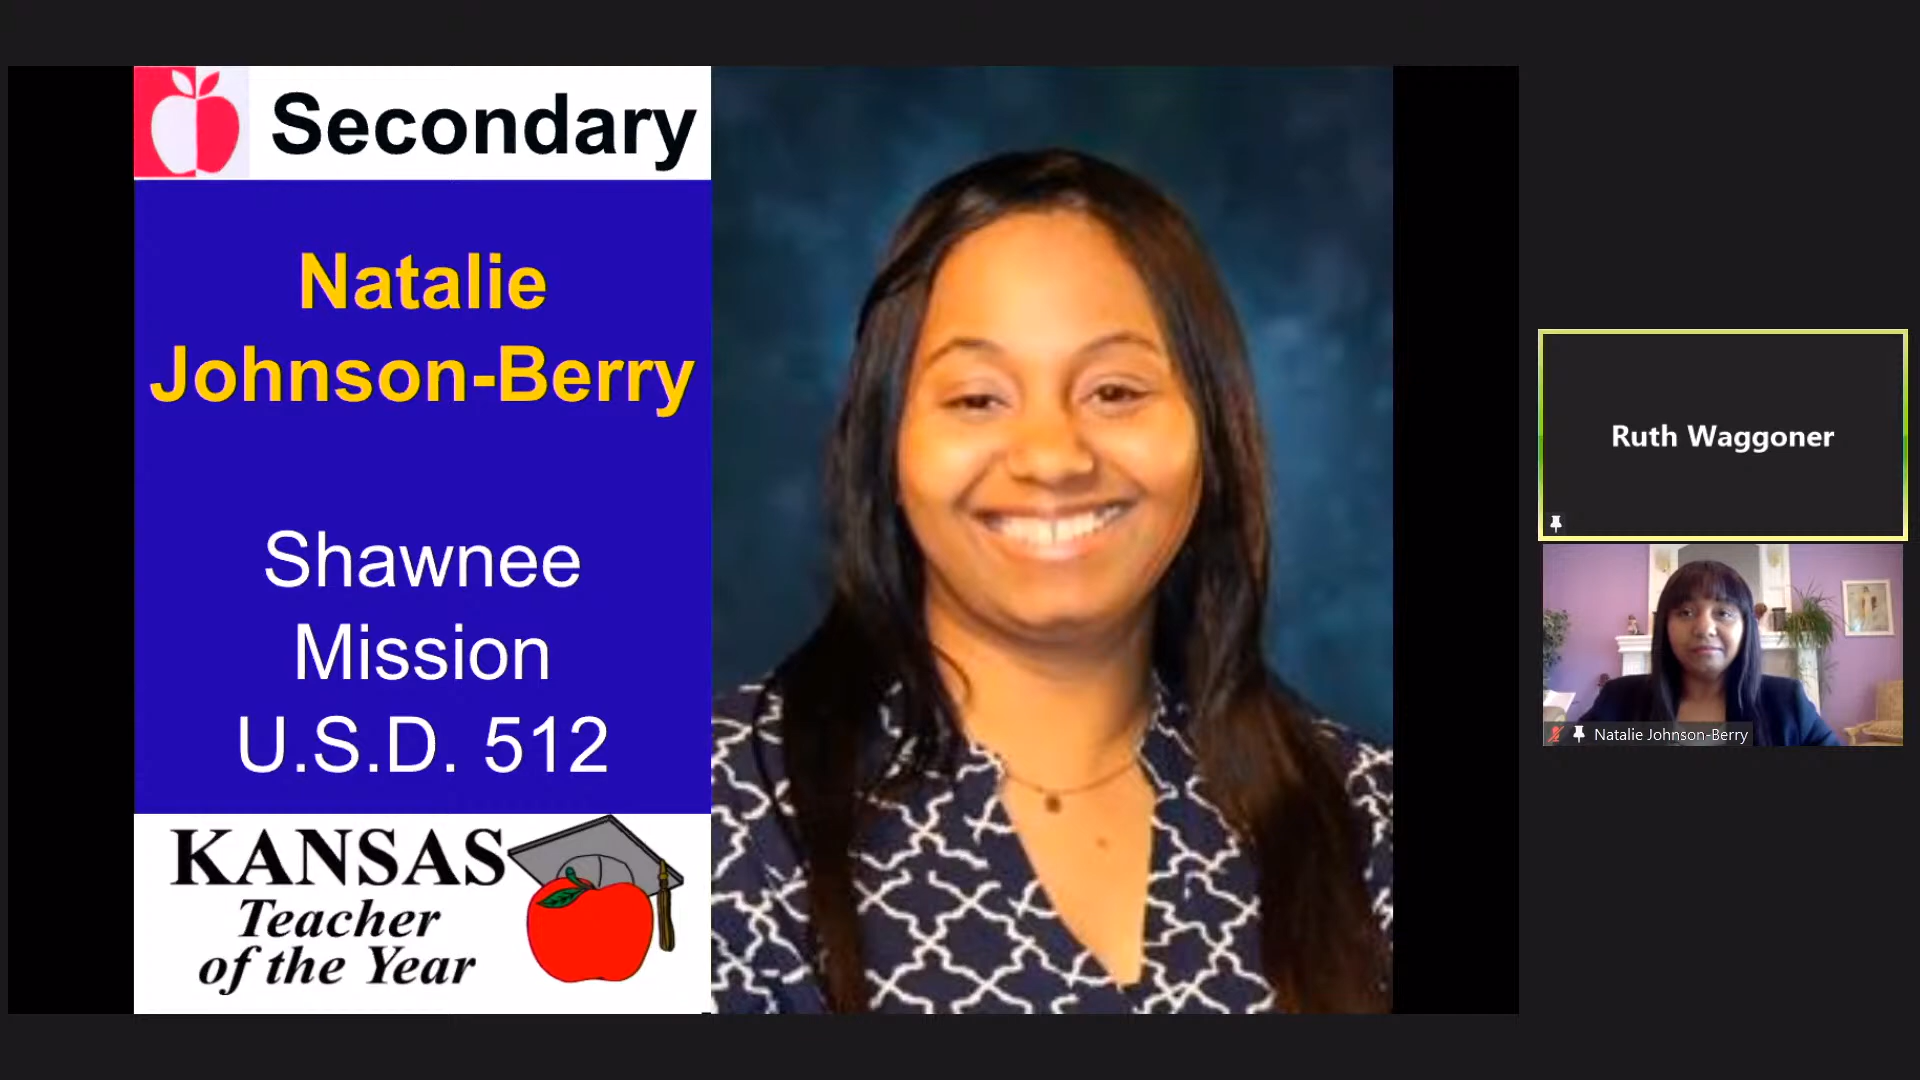 Secondary
Natalie
Johnson-Berry
Shawnee
Mission
U.S.D. 512
KANSAS
Teacher
of the Year
Ruth Waggoner
Natalie Johnson-Berry